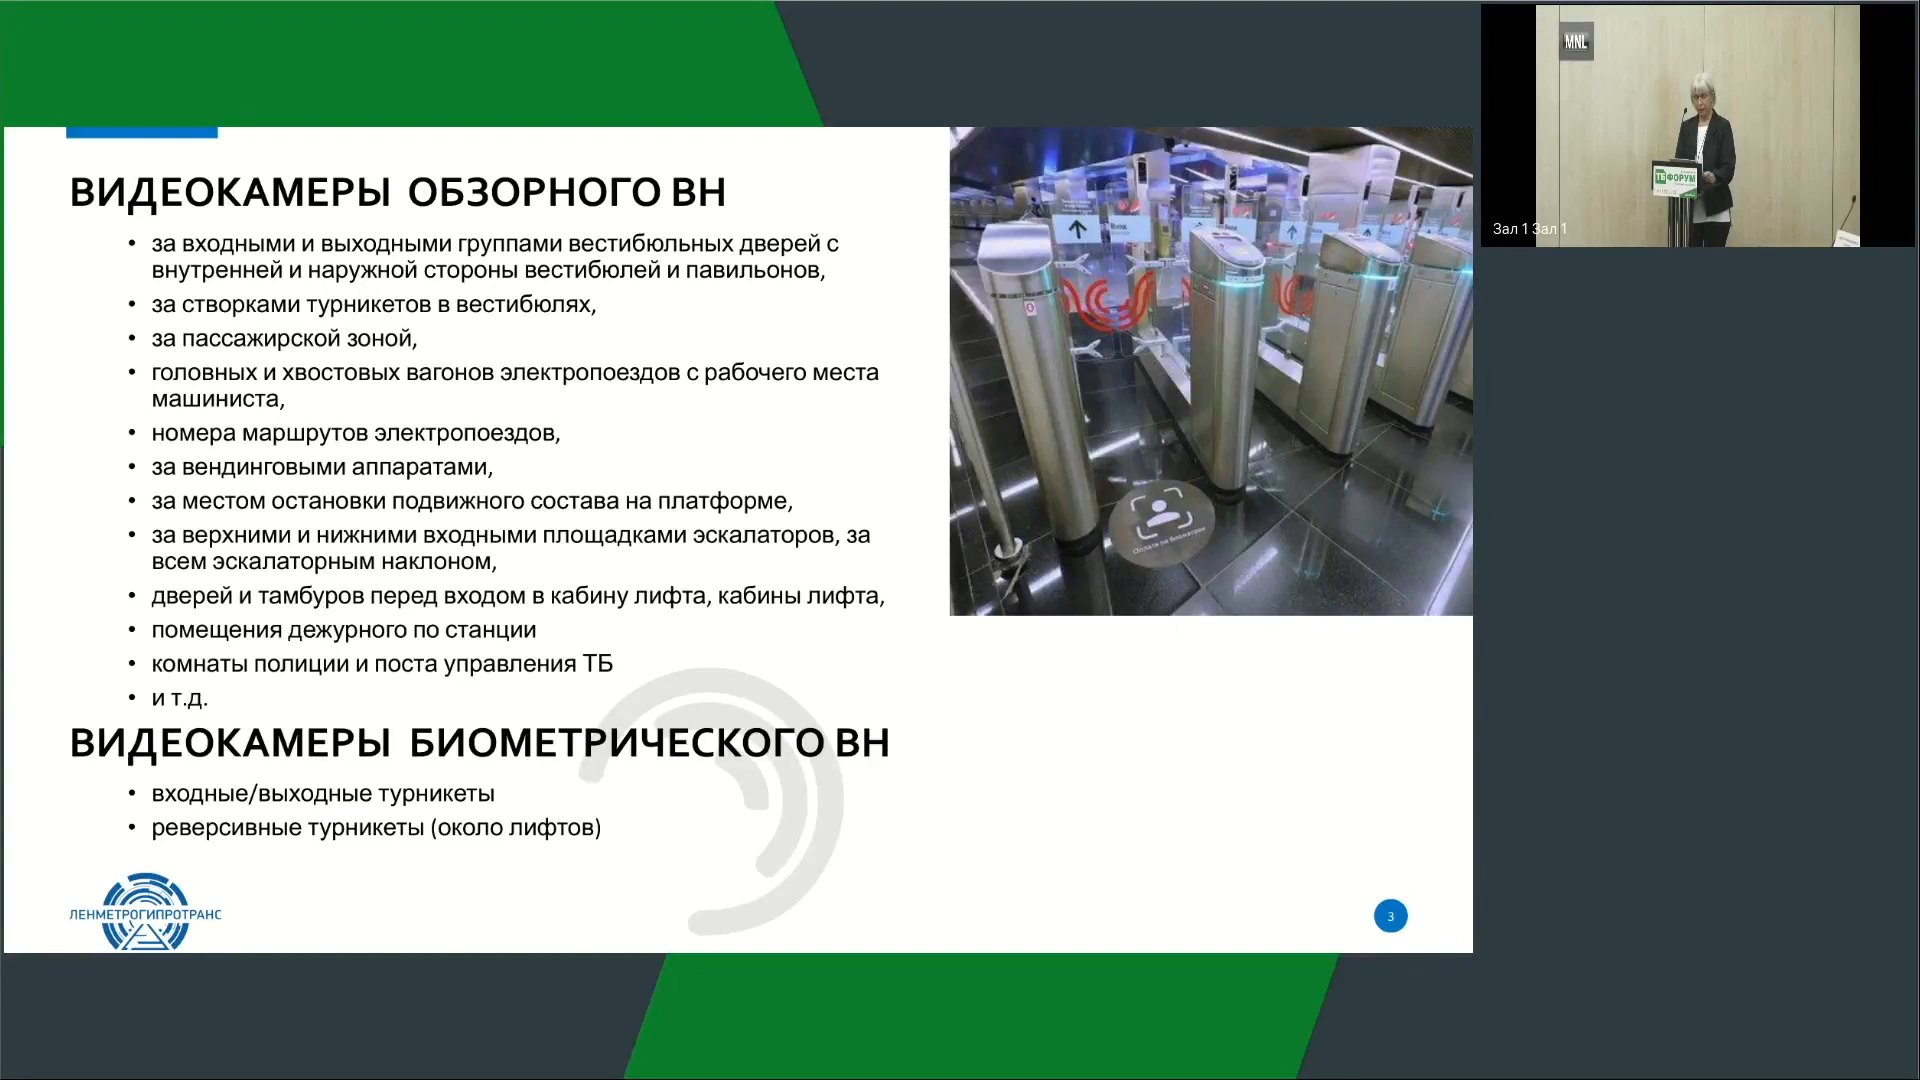 ВИДЕОКАМЕРЫ ОБЗОРНОГО ВН
• за входными и выходными группами вестибюльных дверей с
внутренней и наружной стороны вестибюлей и павильонов,
• за створками турникетов в вестибюлях,
• за пассажирской зоной,
• головных и хвостовых вагонов электропоездов с рабочего места
машиниста,
• номера маршрутов электропоездов,
• за вендинговыми аппаратами,
• за местом остановки подвижного состава на платформе,
• за верхними и нижними входными площадками эскалаторов, за
всем эскалаторным наклоном,
• дверей и тамбуров перед входом в кабину лифта, кабины лифта,
• помещения дежурного по станции
• комнаты полиции и поста управления ТБ
• и т.д.
ВИДЕОКАМЕРЫ БИОМЕТРИЧЕСКОГО ВН
• входные/выходные турникеты
• реверсивные турникеты (около лифтов)
ЛЕНМЕТРОГИПРОТРАНС
3
Оплата по биометрии
MNL
ТБ ФОРУМ
Зал 1 Зал 1